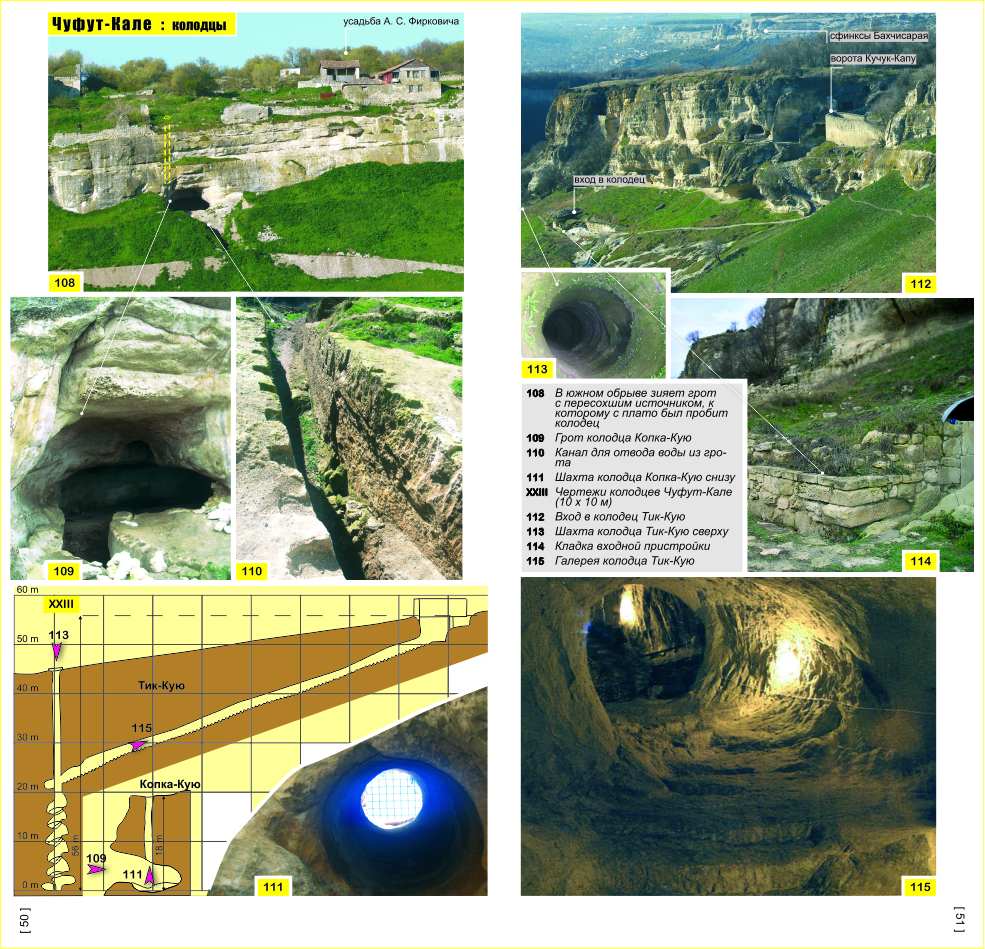 Чуфут-Кале : колодцы
усадьба А. С. Фирковича
108
109
110
60 m
XXIII
113
50 m
Тик-Кую
40 m
115
30 m
Копка-Кую
20 m
10 m
56 m
18 m
109
111
0 m
111
[ 50 ]
сфинксы Бахчисарая
ворота Кучук-Капу
вход в колодец
112
113
108 В южном обрыве зияет грот
с пересохшим источником, к
которому с плато был пробит
колодец
109 Грот колодца Копка-Кую
110 Канал для отвода воды из гро-
та
111 Шахта колодца Копка-Кую снизу
XXIII Чертежи колодцев Чуфут-Кале
(10 x 10 м)
112 Вход в колодец Тик-Кую
113 Шахта колодца Тик-Кую сверху
114 Кладка входной пристройки
115 Галерея колодца Тик-Кую
114
115
[ 51 ]